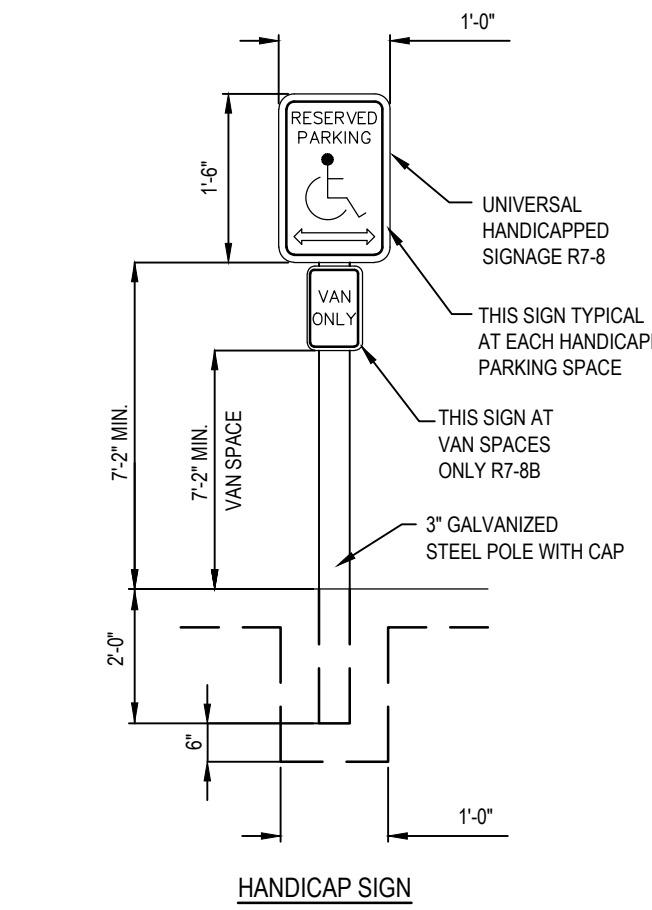 1'-0"
RESERVED
PARKING
1'-6"
UNIVERSAL
HANDICAPPED
SIGNAGE R7-8
VAN
ONLY
THIS SIGN TYPICAL
AT EACH HANDICAP
PARKING SPACE
7'-2" MIN.
7'-2" MIN.
VAN SPACE
THIS SIGN AT
VAN SPACES
ONLY R7-8B
3" GALVANIZED
STEEL POLE WITH CAP
2'-0"
6"
1'-0"
HANDICAP SIGN